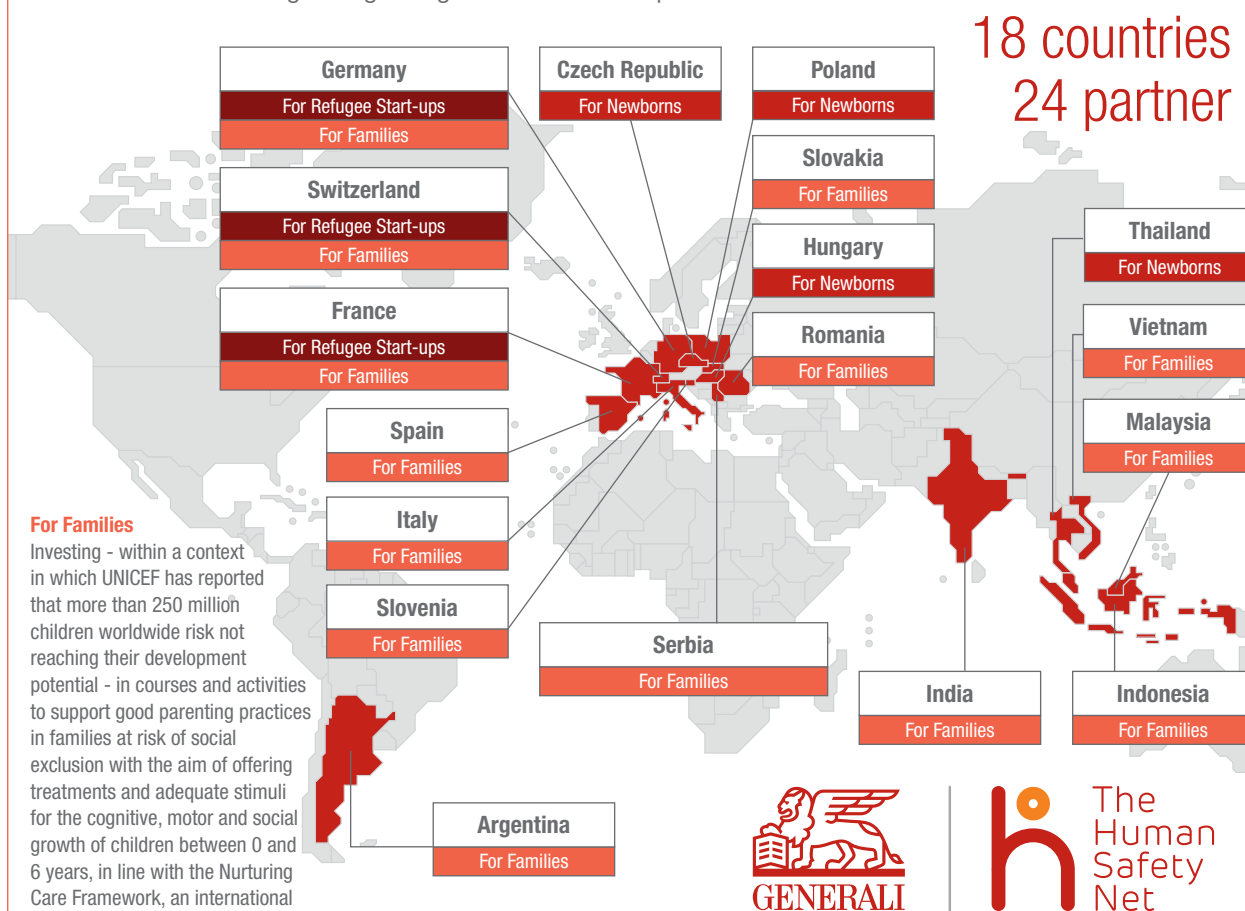 18 countries
24 partner
Germany
For Refugee Start-ups
For Families
Switzerland
For Refugee Start-ups
For Families
France
For Refugee Start-ups
For Families
Spain
For Families
Italy
For Families
Slovenia
For Families
Czech Republic
For Newborns
Poland
For Newborns
Slovakia
For Families
Hungary
For Newborns
Romania
For Families
Serbia
For Families
Thailand
For Newborns
Vietnam
For Families
Malaysia
For Families
India
For Families
Indonesia
For Families
Argentina
For Families
For Families
Investing - within a context
in which UNICEF has reported
that more than 250 million
children worldwide risk not
reaching their development
potential - in courses and activities
to support good parenting practices
in families at risk of social
exclusion with the aim of offering
treatments and adequate stimuli
for the cognitive, motor and social
growth of children between 0 and
6 years, in line with the Nurturing
Care Framework, an international
GENERALI
The
Human
Safety
Net